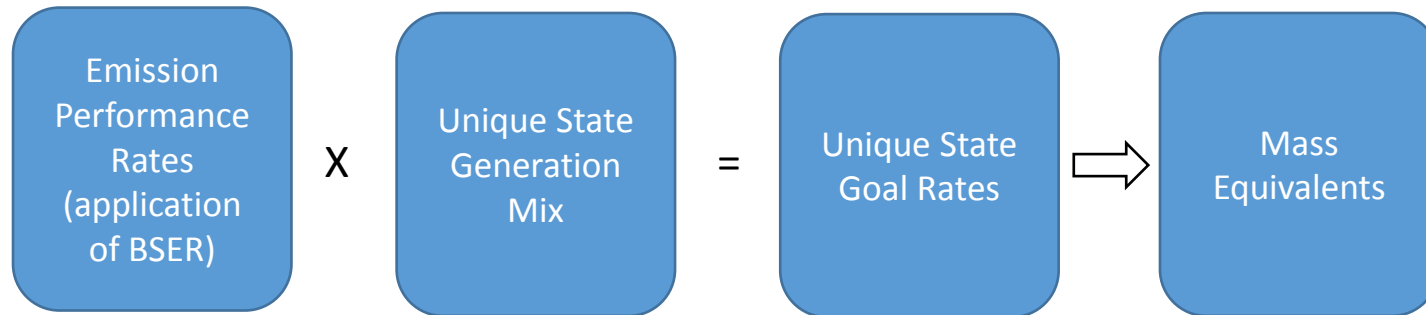 Emission
Performance
Rates
(application
of BSER)
X
Unique State
Generation
Mix
=
Unique State
Goal Rates
Mass
Equivalents